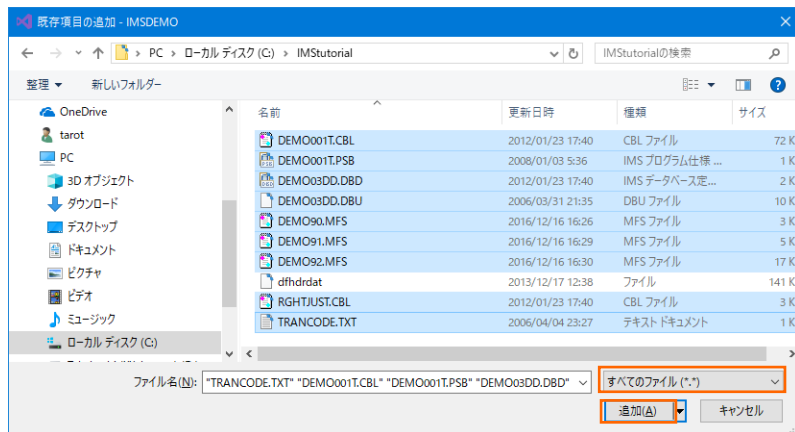 既存項目の追加 - IMSDEMO
PC › ローカル ディスク (C:) › IMStutorial
IMStutorialの検索
整理 新しいフォルダー
名前 更新日時 種類 サイズ
OneDrive
tarot
PC
3D オブジェクト
ダウンロード
デスクトップ
ドキュメント
ピクチャ
ビデオ
ミュージック
ローカル ディスク (C:)
DEMO001T.CBL 2012/01/23 17:40 CBL ファイル 72 K
DEMO001T.PSB 2008/01/03 5:36 IMS プログラム仕様 ... 1 K
DEMO03DD.DBD 2012/01/23 17:40 IMS データベース定... 2 K
DEMO03DD.DBU 2006/03/31 21:35 DBU ファイル 10 K
DEMO90.MFS 2016/12/16 16:26 MFS ファイル 3 K
DEMO91.MFS 2016/12/16 16:29 MFS ファイル 5 K
DEMO92.MFS 2016/12/16 16:30 MFS ファイル 17 K
dfhdrdat 2013/12/17 12:38 ファイル 141 K
RGHTJUST.CBL 2012/01/23 17:40 CBL ファイル 3 K
TRANCODE.TXT 2006/04/04 23:27 テキスト ドキュメント 1 K
ファイル名(N): "TRANCODE.TXT" "DEMO001T.CBL" "DEMO001T.PSB" "DEMO03DD.DBD" すべてのファイル (*.*)
追加(A) キャンセル